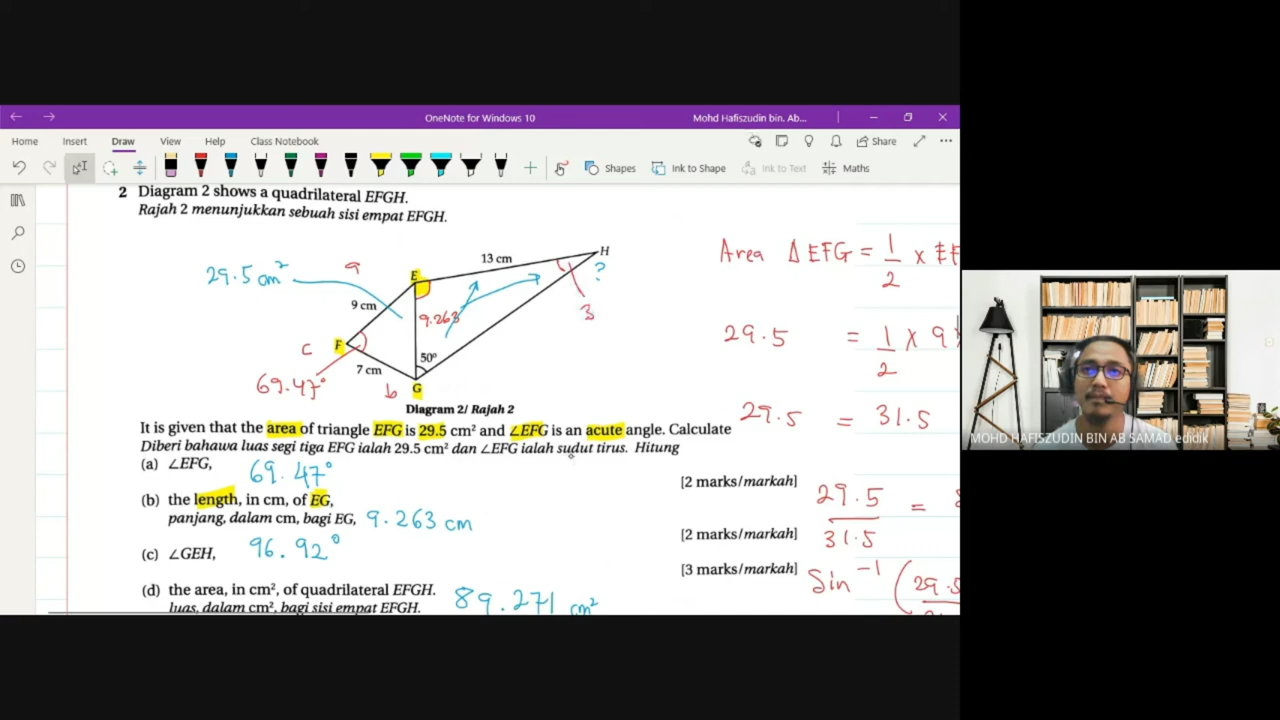 OneNote for Windows 10
Mohd Hafiszudin bin. Ab...
Home Insert Draw View Help Class Notebook
Share
Shapes Ink to Shape Ink to Text Maths
2 Diagram 2 shows a quadrilateral EFGH.
Rajah 2 menunjukkan sebuah sisi empat EFGH.
29.5 cm²
a
E
13 cm
H
?
9 cm
9.263
3
F
c
7 cm
50°
69.47°
b
G
Diagram 2/ Rajah 2
It is given that the area of triangle EFG is 29.5 cm² and ∠EFG is an acute angle. Calculate
Diberi bahawa luas segi tiga EFG ialah 29.5 cm² dan ∠EFG ialah sudut tirus. Hitung
(a) ∠EFG, 69.47°
[2 marks/markah]
(b) the length, in cm, of EG,
panjang, dalam cm, bagi EG, 9.263 cm
[2 marks/markah]
(c) ∠GEH, 96.92°
[3 marks/markah]
(d) the area, in cm², of quadrilateral EFGH.
luas, dalam cm², bagi sisi empat EFGH. 89.271 cm²
Area Δ EFG = 1/2 × EF
29.5 = 1/2 × 9
29.5 = 31.5
29.5/31.5 =
Sin⁻¹ (29.5
MOHD HAFISZUDIN BIN AB SAMAD edidik